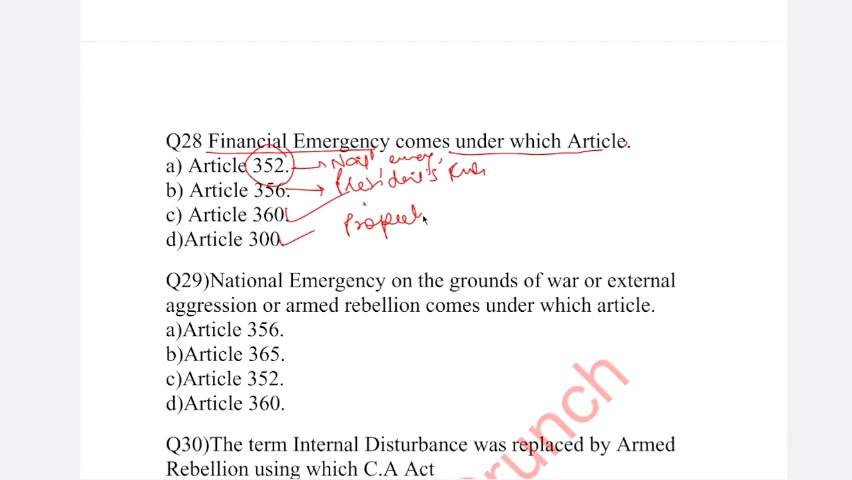 Q28 Financial Emergency comes under which Article.
a) Article 352. → Nat' emer,
b) Article 356. → President's Rule
c) Article 360.
d)Article 300.
Q29)National Emergency on the grounds of war or external
aggression or armed rebellion comes under which article.
a)Article 356.
b)Article 365.
c)Article 352.
d)Article 360.
Q30)The term Internal Disturbance was replaced by Armed
Rebellion using which C.A Act